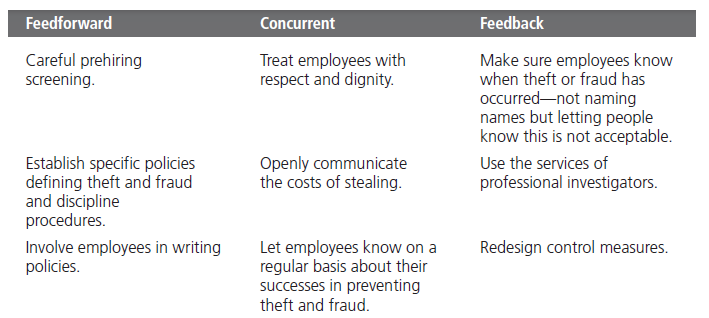 Feedforward Concurrent Feedback
Careful prehiring
screening.
Treat employees with
respect and dignity.
Make sure employees know
when theft or fraud has
occurred—not naming
names but letting people
know this is not acceptable.
Establish specific policies
defining theft and fraud
and discipline
procedures.
Openly communicate
the costs of stealing.
Use the services of
professional investigators.
Involve employees in writing
policies.
Let employees know on a
regular basis about their
successes in preventing
theft and fraud.
Redesign control measures.